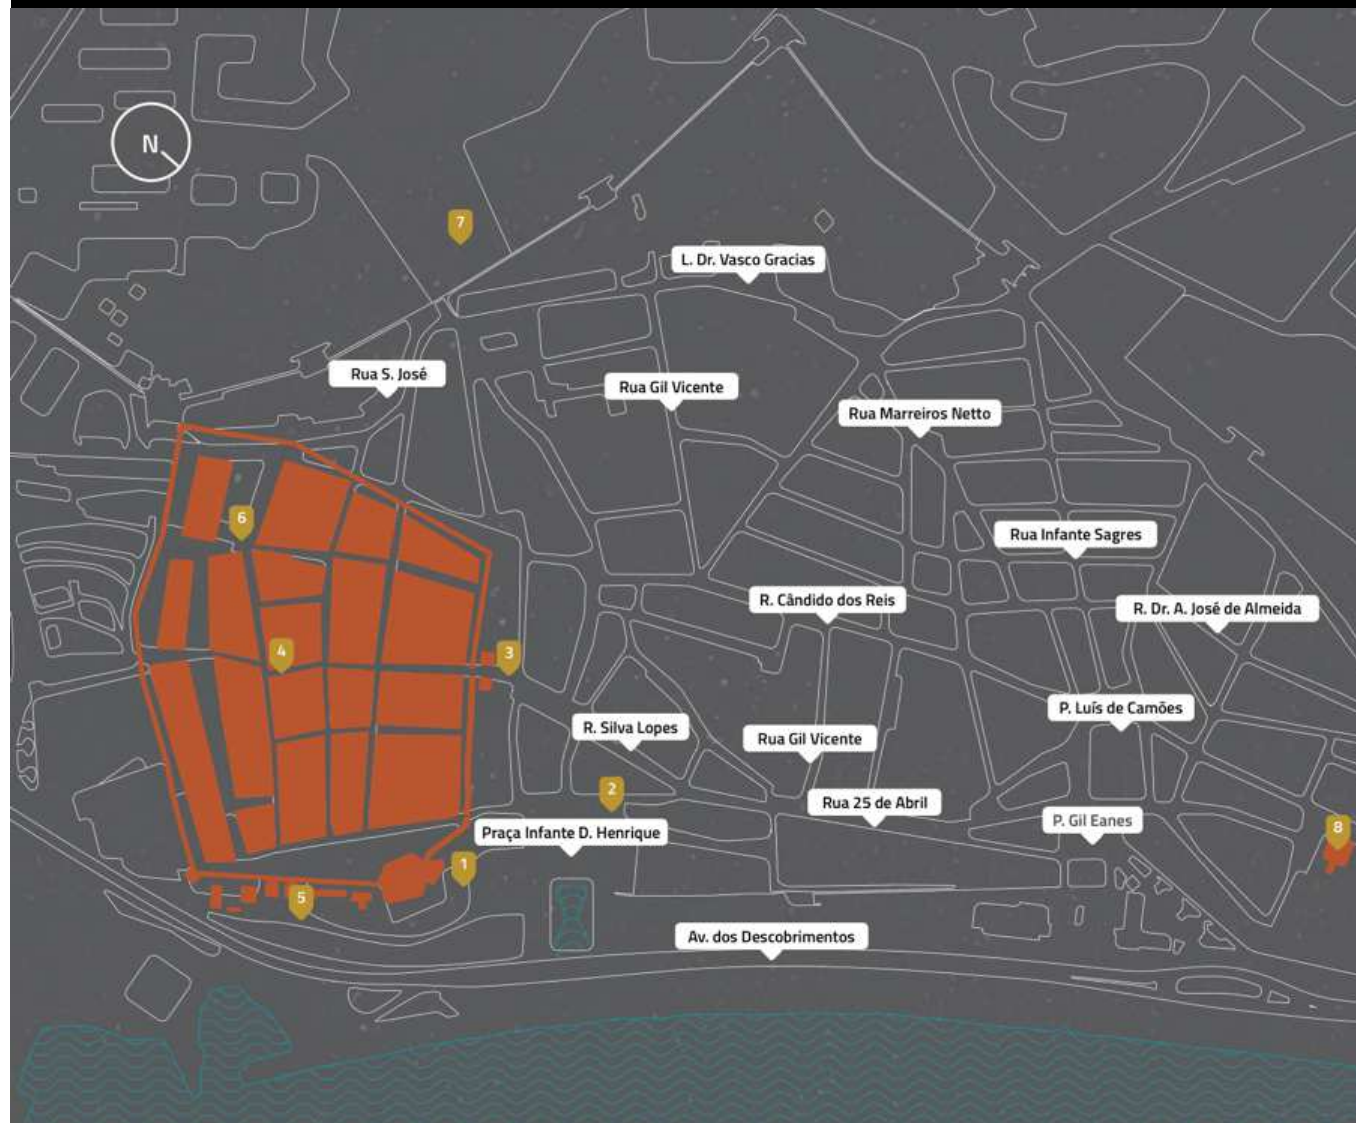 N
7
L. Dr. Vasco Gracias
Rua S. José
Rua Gil Vicente
Rua Marreiros Netto
6
Rua Infante Sagres
R. Cândido dos Reis
R. Dr. A. José de Almeida
4
3
P. Luís de Camões
R. Silva Lopes
Rua Gil Vicente
2
Rua 25 de Abril
P. Gil Eanes
8
Praça Infante D. Henrique
1
5
Av. dos Descobrimentos